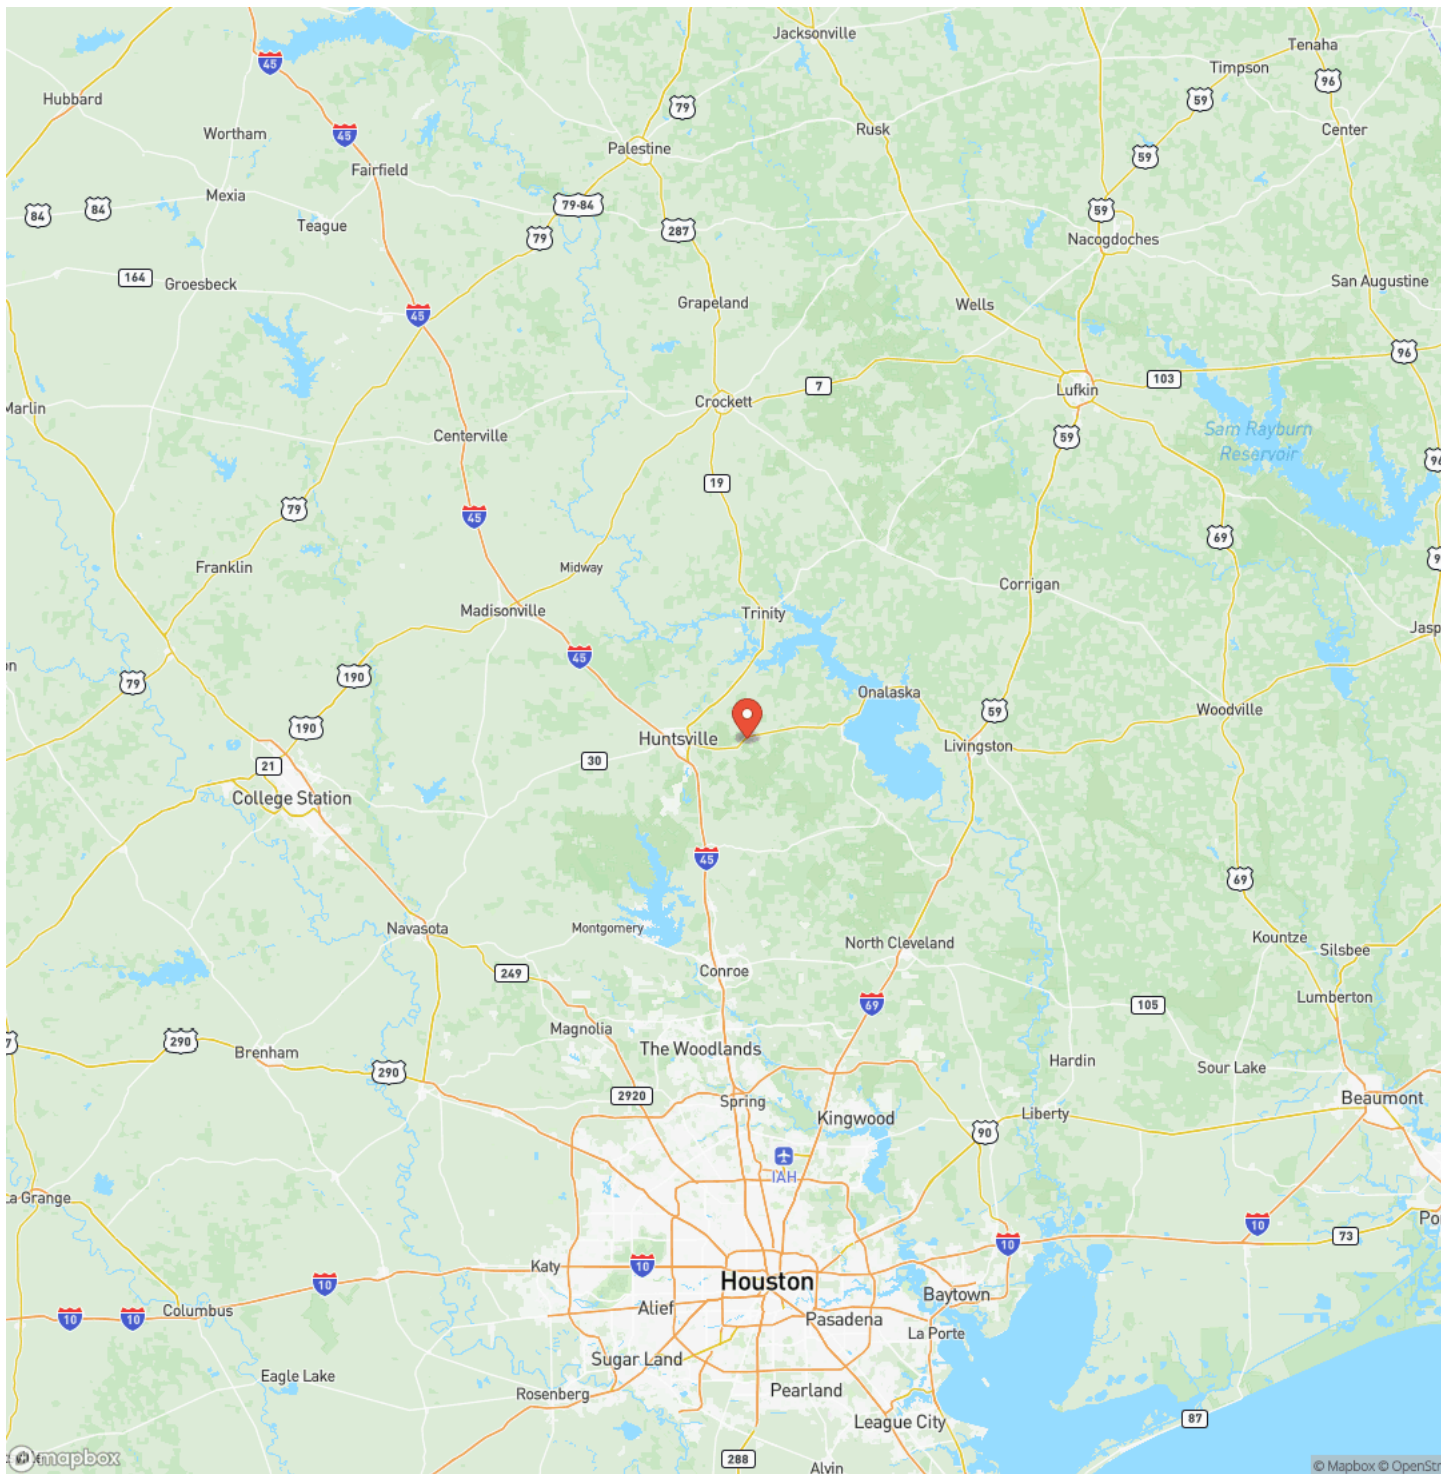 Jacksonville
Tenaha
Timpson
45
96
Hubbard
59
79
Wortham
45
Rusk
Center
Palestine
59
Fairfield
Mexia
84
84
79-84
Teague
59
287
79
Nacogdoches
164
Groesbeck
San Augustine
Grapeland
Wells
45
96
103
7
Lufkin
Crockett
Marlin
Sam Rayburn
Reservoir
Centerville
59
96
19
79
45
69
Franklin
Midway
Corrigan
Madisonville
Trinity
Jasp
45
190
79
Onalaska
59
Woodville
190
Huntsville
Livingston
30
21
College Station
45
69
Navasota
Montgomery
North Cleveland
Kountze
Silsbee
Conroe
249
69
105
Lumberton
Magnolia
290
The Woodlands
Brenham
Hardin
Sour Lake
290
2920
Beaumont
Spring
Kingwood
Liberty
90
IAH
La Grange
10
73
Po
10
Katy
10
Houston
10
Baytown
Alief
Columbus
10
10
Pasadena
La Porte
Sugar Land
Eagle Lake
Pearland
Rosenberg
League City
87
mapbox
288
Alvin
© Mapbox © OpenStr